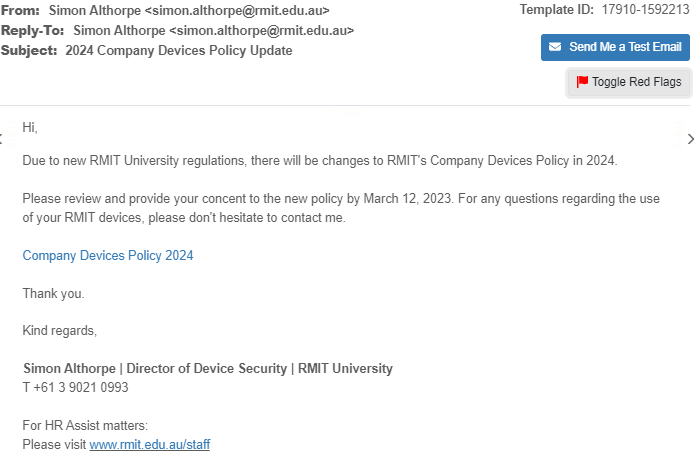 From: Simon Althorpe <simon.althorpe@rmit.edu.au>
Template ID: 17910-1592213
Reply-To: Simon Althorpe <simon.althorpe@rmit.edu.au>
Subject: 2024 Company Devices Policy Update
Send Me a Test Email
Toggle Red Flags
Hi,
Due to new RMIT University regulations, there will be changes to RMIT's Company Devices Policy in 2024.
Please review and provide your concent to the new policy by March 12, 2023. For any questions regarding the use
of your RMIT devices, please don't hesitate to contact me.
Company Devices Policy 2024
Thank you.
Kind regards,
Simon Althorpe | Director of Device Security | RMIT University
T +61 3 9021 0993
For HR Assist matters:
Please visit www.rmit.edu.au/staff